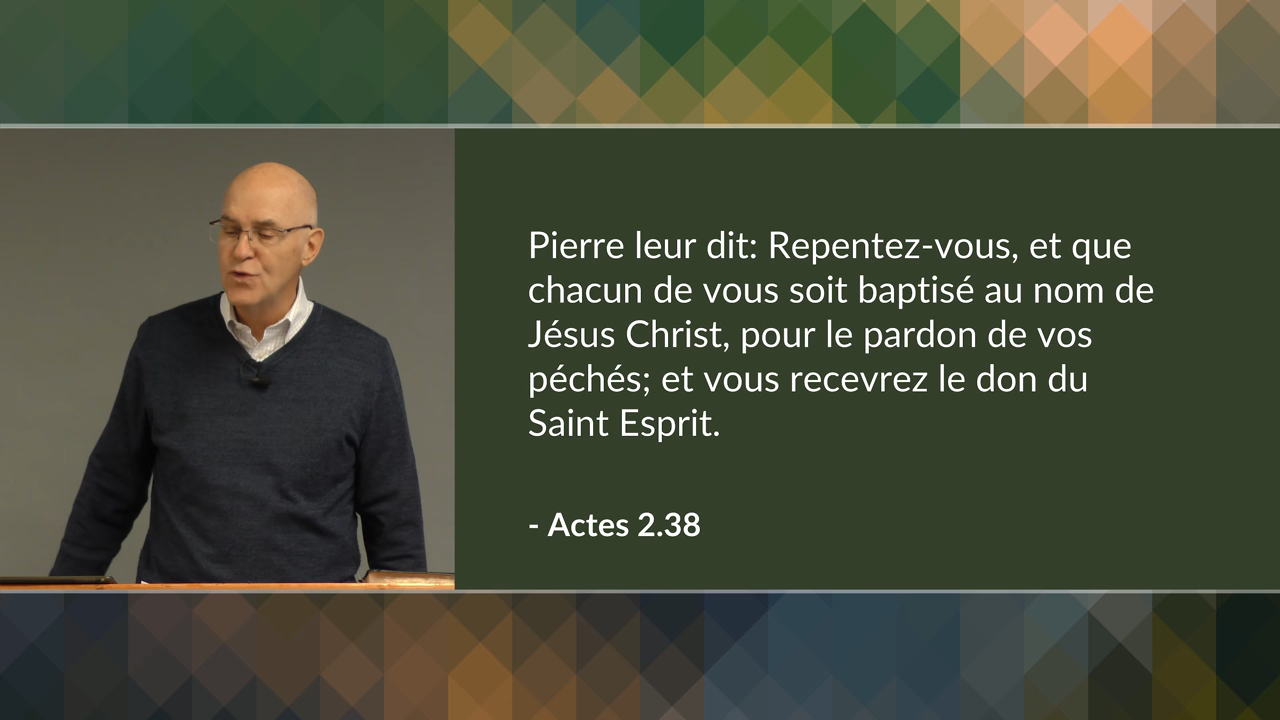 Pierre leur dit: Repentez-vous, et que
chacun de vous soit baptisé au nom de
Jésus Christ, pour le pardon de vos
péchés; et vous recevrez le don du
Saint Esprit.
- Actes 2.38